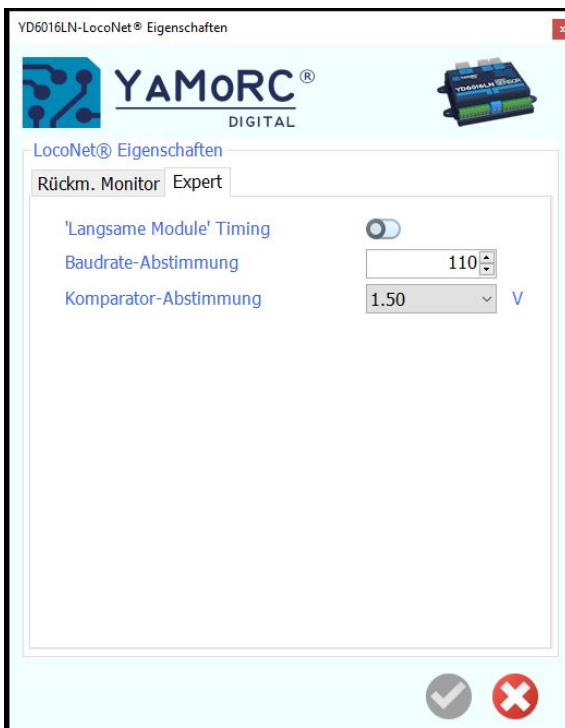 YD6016LN-LocoNet® Eigenschaften
x
YAMoRC®
DIGITAL
YD6016LN
LocoNet® Eigenschaften
Rückm. Monitor
Expert
'Langsame Module' Timing
Baudrate-Abstimmung
110
Komparator-Abstimmung
1.50
V